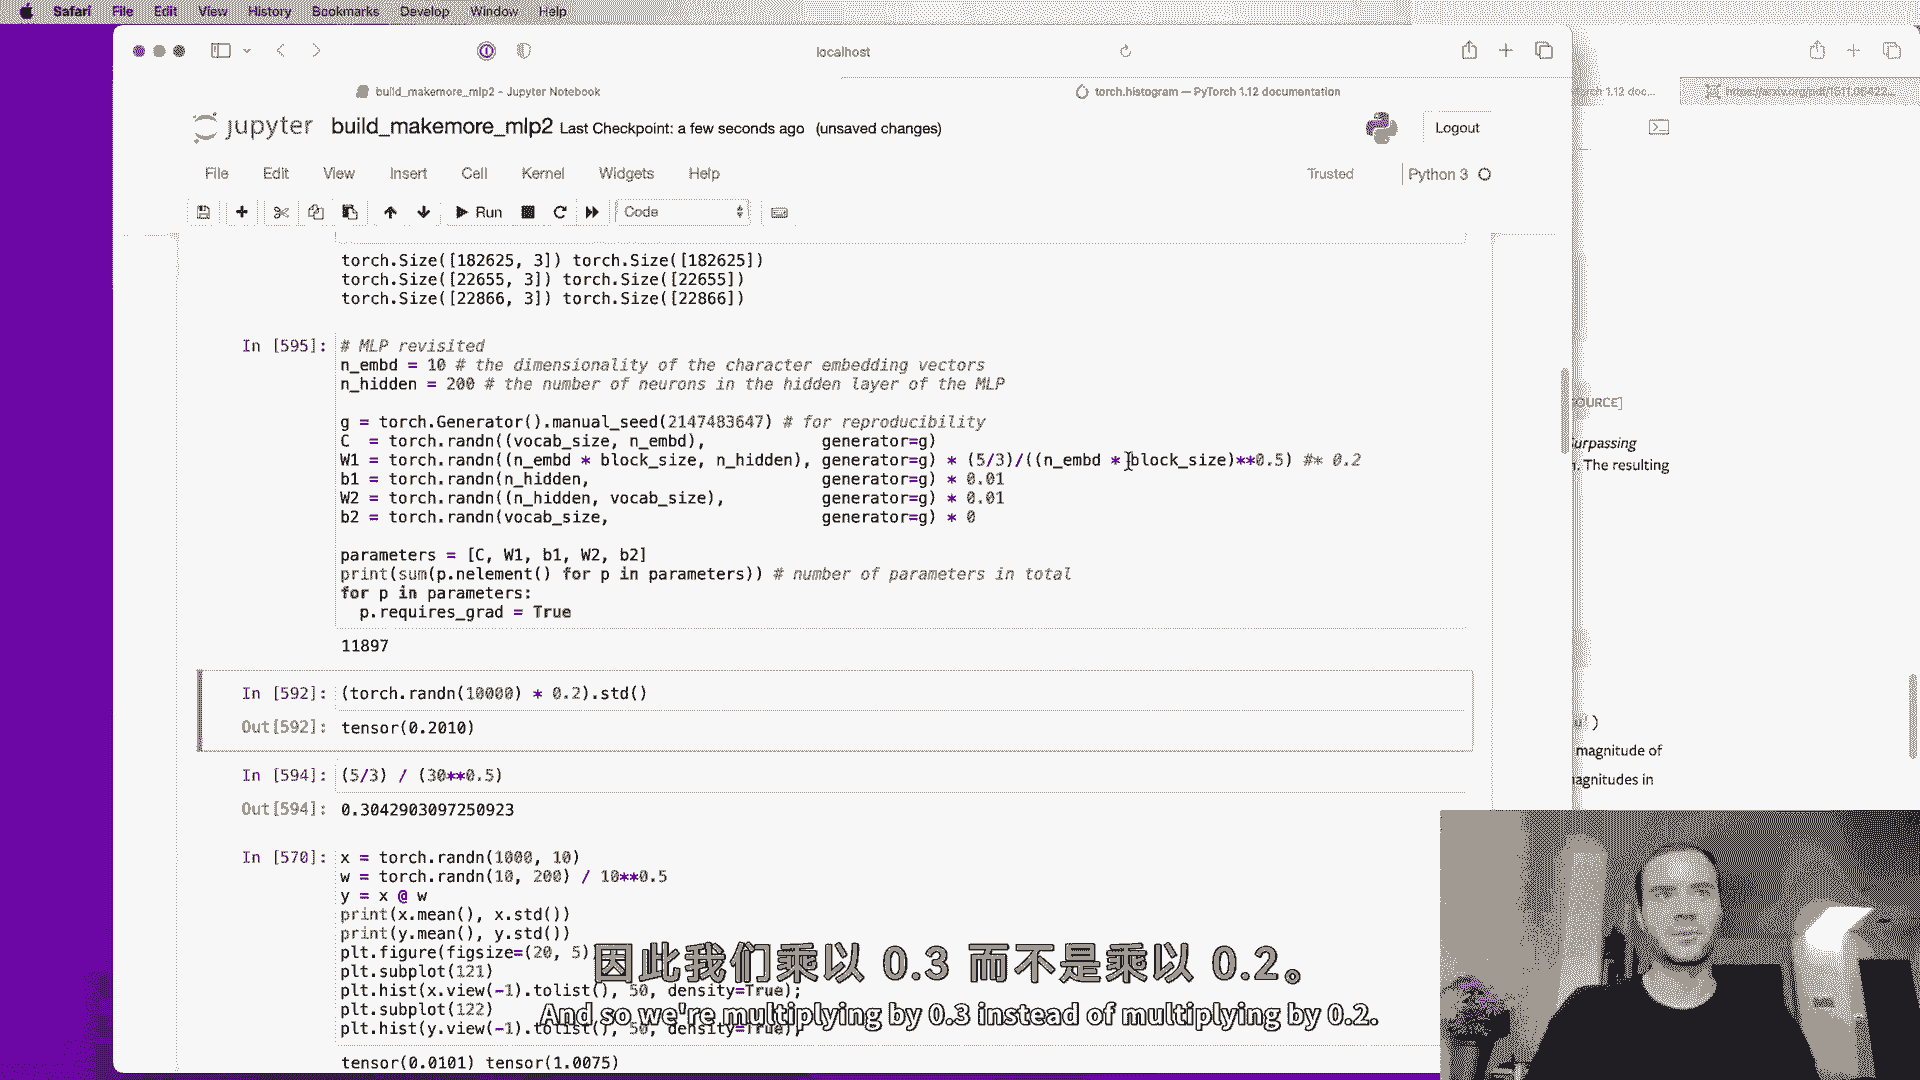 Safari File Edit View History Bookmarks Develop Window Help
localhost
build_makemore_mlp2 - Jupyter Notebook
torch.histogram — PyTorch 1.12 documentation
rch 1.12 doc...
https://arxiv.org/pdf/1511.06422...
jupyter build_makemore_mlp2 Last Checkpoint: a few seconds ago (unsaved changes)
Logout
File Edit View Insert Cell Kernel Widgets Help
Trusted Python 3
Run Code
torch.Size([182625, 3]) torch.Size([182625])
torch.Size([22655, 3]) torch.Size([22655])
torch.Size([22866, 3]) torch.Size([22866])
In [595]: # MLP revisited
n_embd = 10 # the dimensionality of the character embedding vectors
n_hidden = 200 # the number of neurons in the hidden layer of the MLP
g = torch.Generator().manual_seed(2147483647) # for reproducibility
C  = torch.randn((vocab_size, n_embd),            generator=g)
W1 = torch.randn((n_embd * block_size, n_hidden), generator=g) * (5/3)/((n_embd * block_size)**0.5) #* 0.2
b1 = torch.randn(n_hidden,                        generator=g) * 0.01
W2 = torch.randn((n_hidden, vocab_size),          generator=g) * 0.01
b2 = torch.randn(vocab_size,                      generator=g) * 0
parameters = [C, W1, b1, W2, b2]
print(sum(p.nelement() for p in parameters)) # number of parameters in total
for p in parameters:
  p.requires_grad = True
11897
In [592]: (torch.randn(10000) * 0.2).std()
Out[592]: tensor(0.2010)
In [594]: (5/3) / (30**0.5)
Out[594]: 0.3042903097250923
In [570]: x = torch.randn(1000, 10)
w = torch.randn(10, 200) / 10**0.5
y = x @ w
print(x.mean(), x.std())
print(y.mean(), y.std())
plt.figure(figsize=(20, 5)
plt.subplot(121)
plt.hist(x.view(-1).tolist(), 50, density=True);
plt.subplot(122)
plt.hist(y.view(-1).tolist(), 50, density=True);
tensor(0.0101) tensor(1.0075)
OURCE]
urpassing
The resulting
magnitude of
agnitudes in
因此我们乘以 0.3 而不是乘以 0.2。
And so we're multiplying by 0.3 instead of multiplying by 0.2.